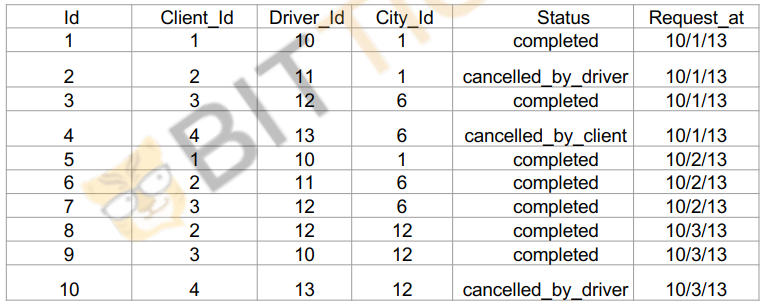 Id Client_Id Driver_Id City_Id Status Request_at
1 1 10 1 completed 10/1/13
2 2 11 1 cancelled_by_driver 10/1/13
3 3 12 6 completed 10/1/13
4 4 13 6 cancelled_by_client 10/1/13
5 1 10 1 completed 10/2/13
6 2 11 6 completed 10/2/13
7 3 12 6 completed 10/2/13
8 2 12 12 completed 10/3/13
9 3 10 12 completed 10/3/13
10 4 13 12 cancelled_by_driver 10/3/13
BIT